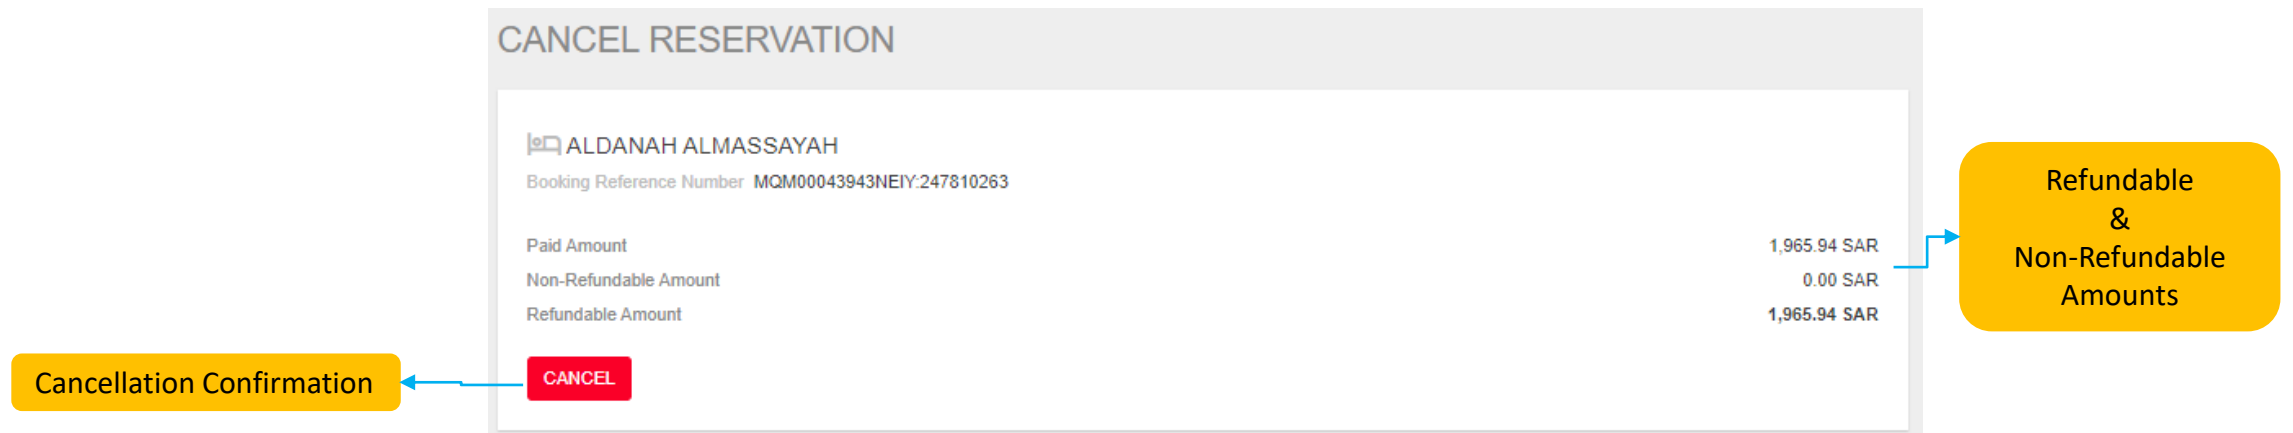 CANCEL RESERVATION
ALDANAH ALMASSAYAH
Booking Reference Number MQM00043943NEIY:247810263
Paid Amount 1,965.94 SAR
Non-Refundable Amount 0.00 SAR
Refundable Amount 1,965.94 SAR
CANCEL
Cancellation Confirmation
Refundable
&
Non-Refundable
Amounts